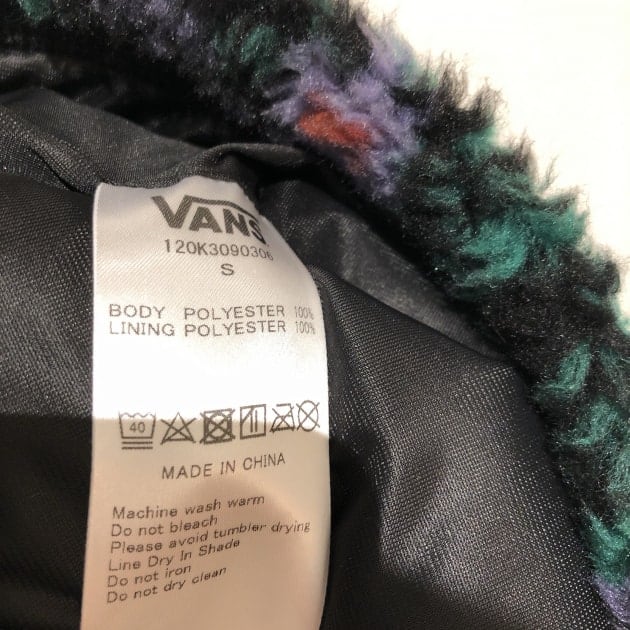 VANS
120K3090306
S
BODY POLYESTER 100%
LINING POLYESTER 100%
40
MADE IN CHINA
Machine wash warm
Do not bleach
Please avoid tumbler drying
Line Dry In Shade
Do not iron
Do not dry clean